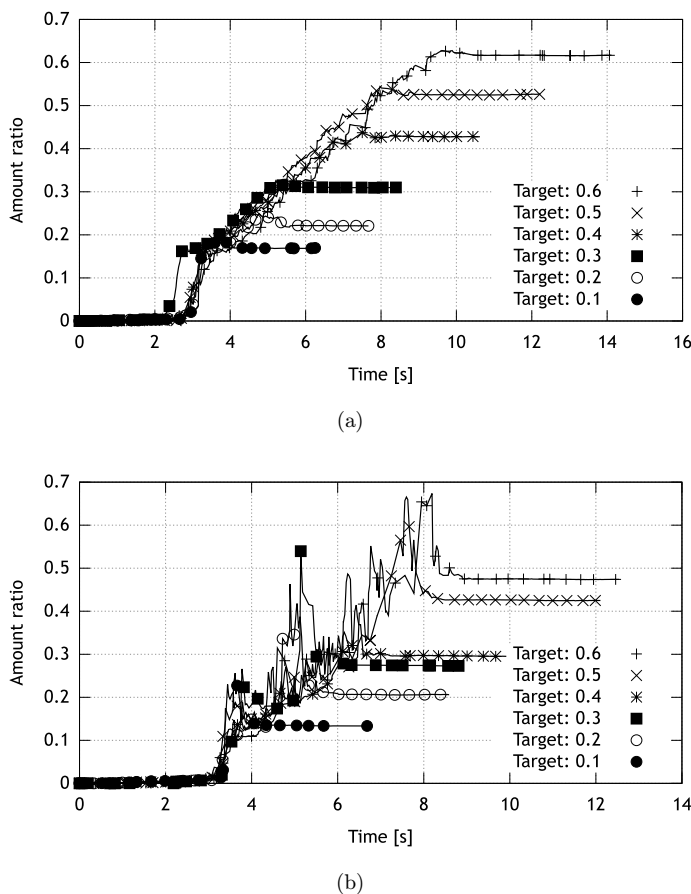 0.7
0.6
0.5
0.4
0.3
0.2
0.1
0
Amount ratio
Target: 0.6
Target: 0.5
Target: 0.4
Target: 0.3
Target: 0.2
Target: 0.1
0 2 4 6 8 10 12 14 16
Time [s]
(a)
0.7
0.6
0.5
0.4
0.3
0.2
0.1
0
Amount ratio
Target: 0.6
Target: 0.5
Target: 0.4
Target: 0.3
Target: 0.2
Target: 0.1
0 2 4 6 8 10 12 14
Time [s]
(b)